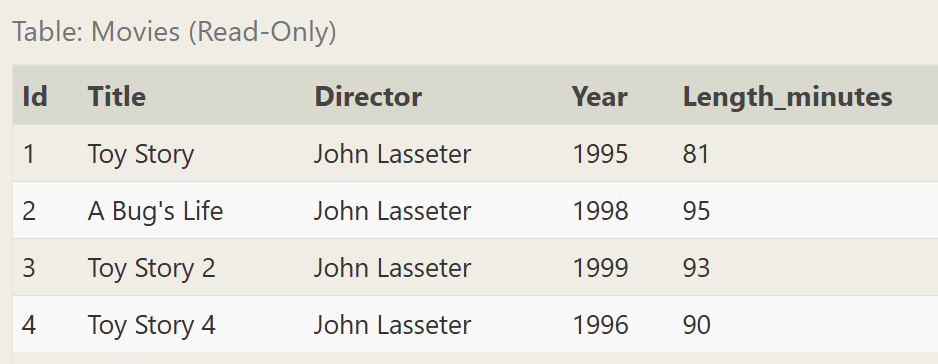 Table: Movies (Read-Only)
Id Title Director Year Length_minutes
1 Toy Story John Lasseter 1995 81
2 A Bug's Life John Lasseter 1998 95
3 Toy Story 2 John Lasseter 1999 93
4 Toy Story 4 John Lasseter 1996 90